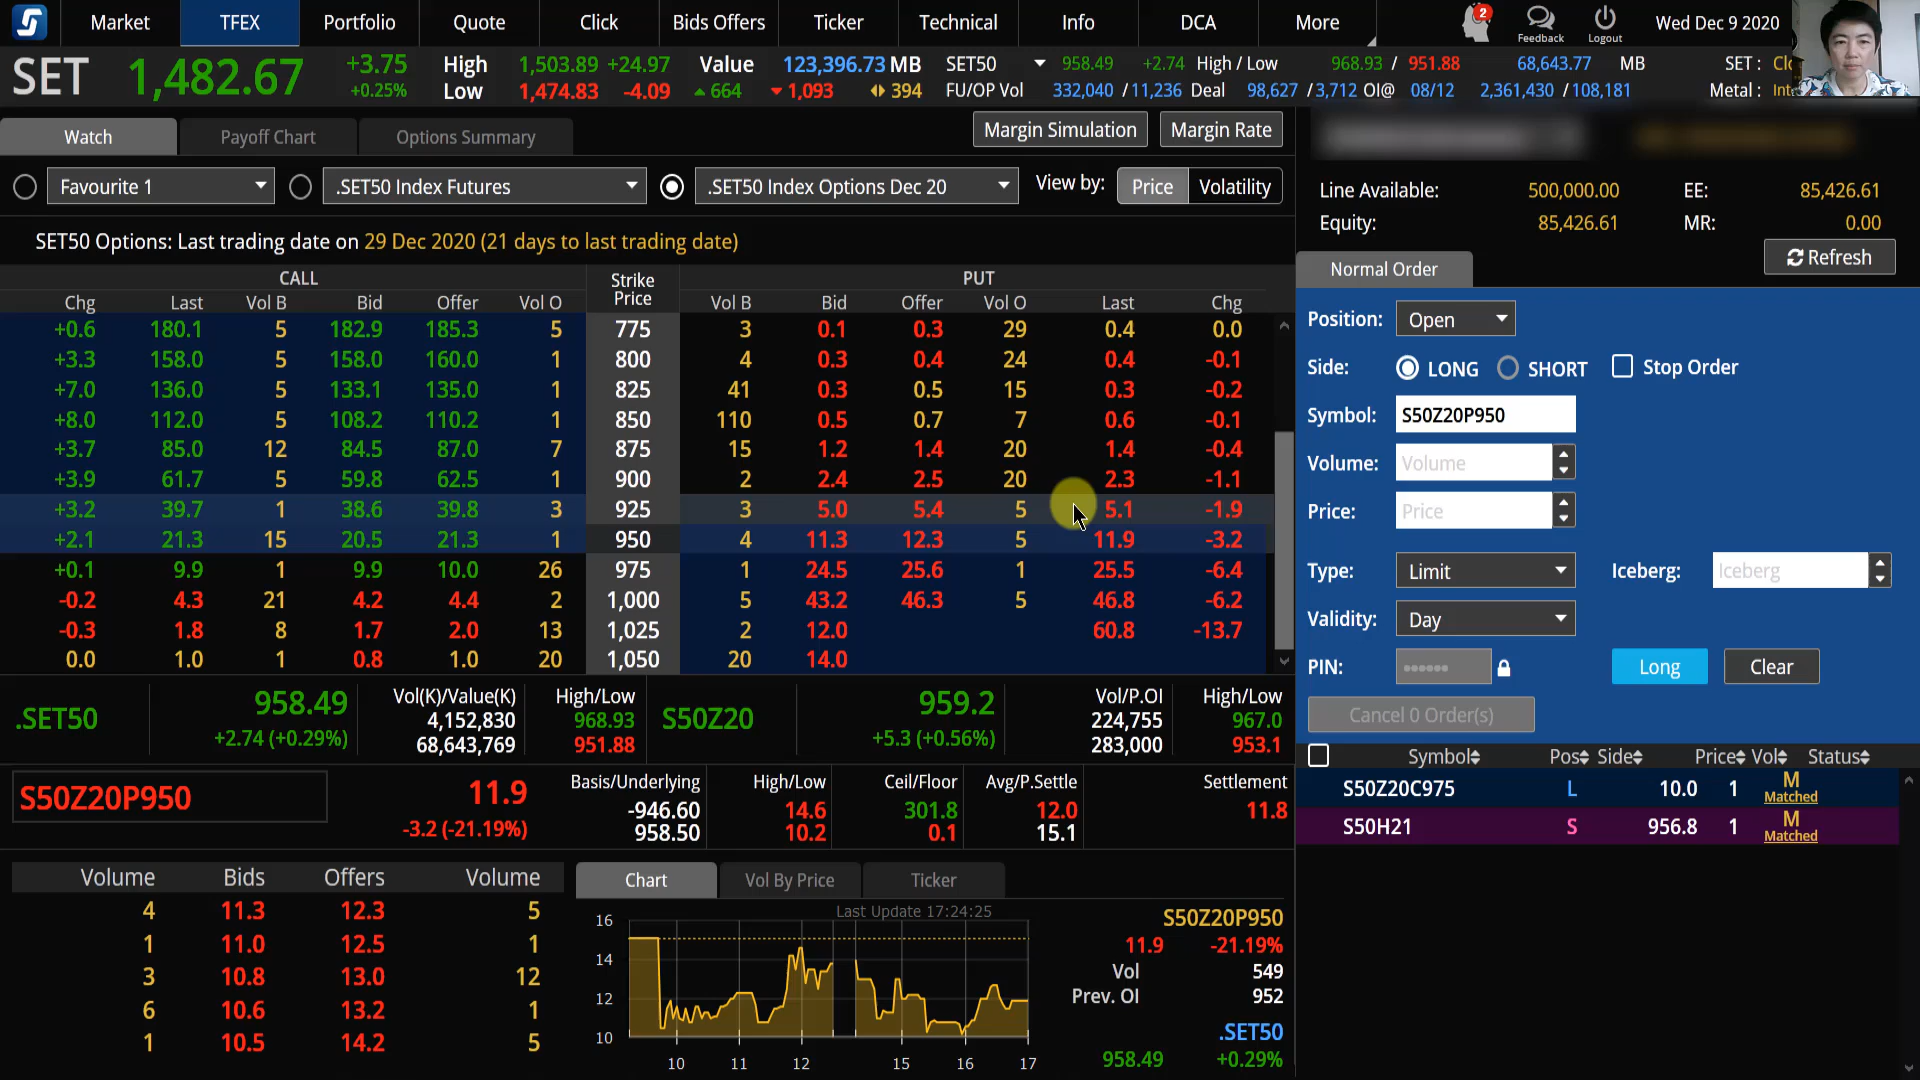 Market TFEX Portfolio Quote Click Bids Offers Ticker Technical Info DCA More 2 Feedback Logout Wed Dec 9 2020
SET 1,482.67 +3.75 +0.25% High 1,503.89 +24.97 Value 123,396.73 MB SET50 958.49 +2.74 High / Low 968.93 / 951.88 68,643.77 MB SET :
Low 1,474.83 -4.09 664 1,093 394 FU/OP Vol 332,040 / 11,236 Deal 98,627 / 3,712 OI@ 08/12 2,361,430 / 108,181 Metal :
Watch Payoff Chart Options Summary Margin Simulation Margin Rate
Favourite 1 .SET50 Index Futures .SET50 Index Options Dec 20 View by: Price Volatility
SET50 Options: Last trading date on 29 Dec 2020 (21 days to last trading date)
CALL Strike Price PUT
Chg Last Vol B Bid Offer Vol O Vol B Bid Offer Vol O Last Chg
+0.6 180.1 5 182.9 185.3 5 775 3 0.1 0.3 29 0.4 0.0
+3.3 158.0 5 158.0 160.0 1 800 4 0.3 0.4 24 0.4 -0.1
+7.0 136.0 5 133.1 135.0 1 825 41 0.3 0.5 15 0.3 -0.2
+8.0 112.0 5 108.2 110.2 1 850 110 0.5 0.7 7 0.6 -0.1
+3.7 85.0 12 84.5 87.0 7 875 15 1.2 1.4 20 1.4 -0.4
+3.9 61.7 5 59.8 62.5 1 900 2 2.4 2.5 20 2.3 -1.1
+3.2 39.7 1 38.6 39.8 3 925 3 5.0 5.4 5 5.1 -1.9
+2.1 21.3 15 20.5 21.3 1 950 4 11.3 12.3 5 11.9 -3.2
+0.1 9.9 1 9.9 10.0 26 975 1 24.5 25.6 1 25.5 -6.4
-0.2 4.3 21 4.2 4.4 2 1,000 5 43.2 46.3 5 46.8 -6.2
-0.3 1.8 8 1.7 2.0 13 1,025 2 12.0 60.8 -13.7
0.0 1.0 1 0.8 1.0 20 1,050 20 14.0
.SET50 958.49 Vol(K)/Value(K) High/Low S50Z20 959.2 Vol/P.OI High/Low
4,152,830 968.93 224,755 967.0
+2.74 (+0.29%) 68,643,769 951.88 +5.3 (+0.56%) 283,000 953.1
S50Z20P950 11.9 Basis/Underlying High/Low Ceil/Floor Avg/P.Settle Settlement
-946.60 14.6 301.8 12.0 11.8
-3.2 (-21.19%) 958.50 10.2 0.1 15.1
Volume Bids Offers Volume
4 11.3 12.3 5
1 11.0 12.5 1
3 10.8 13.0 12
6 10.6 13.2 1
1 10.5 14.2 5
Chart Vol By Price Ticker
Last Update 17:24:25
16
14
12
10
10 11 12 15 16 17
S50Z20P950
11.9 -21.19%
Vol 549
Prev. OI 952
.SET50
958.49 +0.29%
Line Available: 500,000.00 EE: 85,426.61
Equity: 85,426.61 MR: 0.00
Refresh
Normal Order
Position: Open
Side: LONG SHORT Stop Order
Symbol: S50Z20P950
Volume: Volume
Price: Price
Type: Limit Iceberg: Iceberg
Validity: Day
PIN: Long Clear
Cancel 0 Order(s)
Symbol Pos Side Price Vol Status
S50Z20C975 L 10.0 1 M Matched
S50H21 S 956.8 1 M Matched